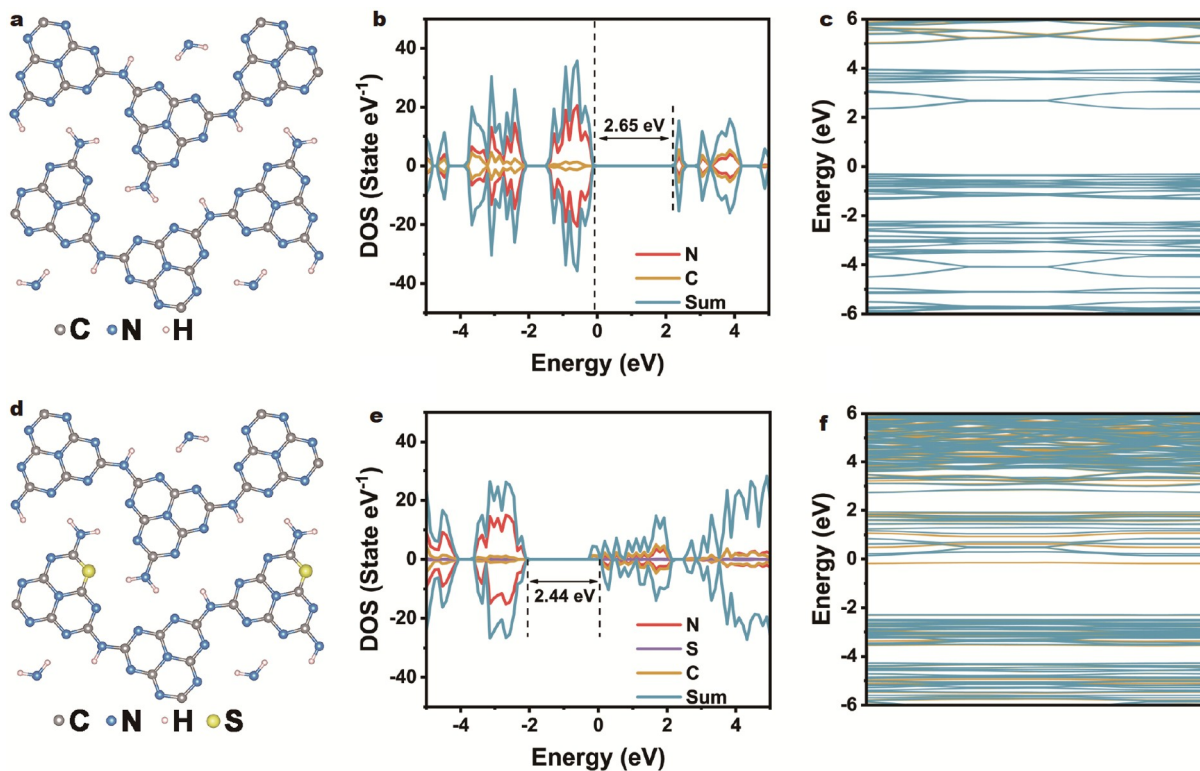 a
C N H
b
40
20
0
-20
-40
DOS (State eV⁻¹)
2.65 eV
N
C
Sum
-4 -2 0 2 4
Energy (eV)
c
6
4
2
0
-2
-4
-6
Energy (eV)
d
C N H S
e
40
20
0
-20
-40
DOS (State eV⁻¹)
2.44 eV
N
S
C
Sum
-4 -2 0 2 4
Energy (eV)
f
6
4
2
0
-2
-4
-6
Energy (eV)